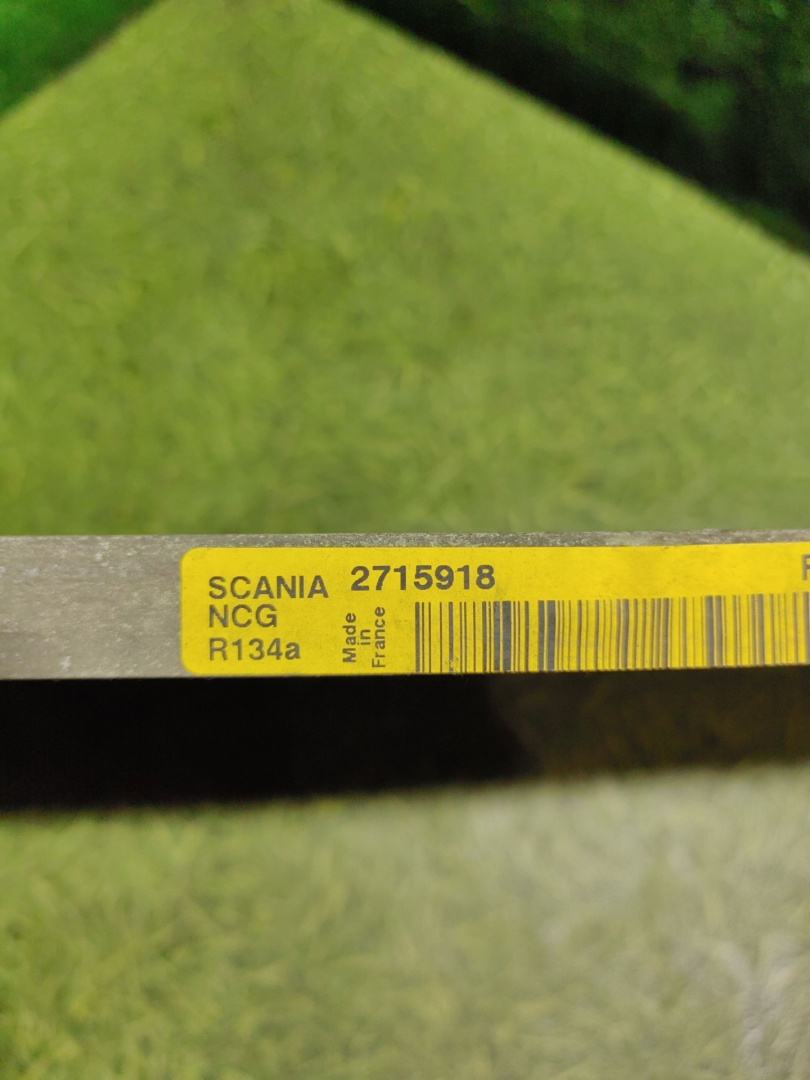 SCANIA 2715918
NCG
R134a
Made
in
France